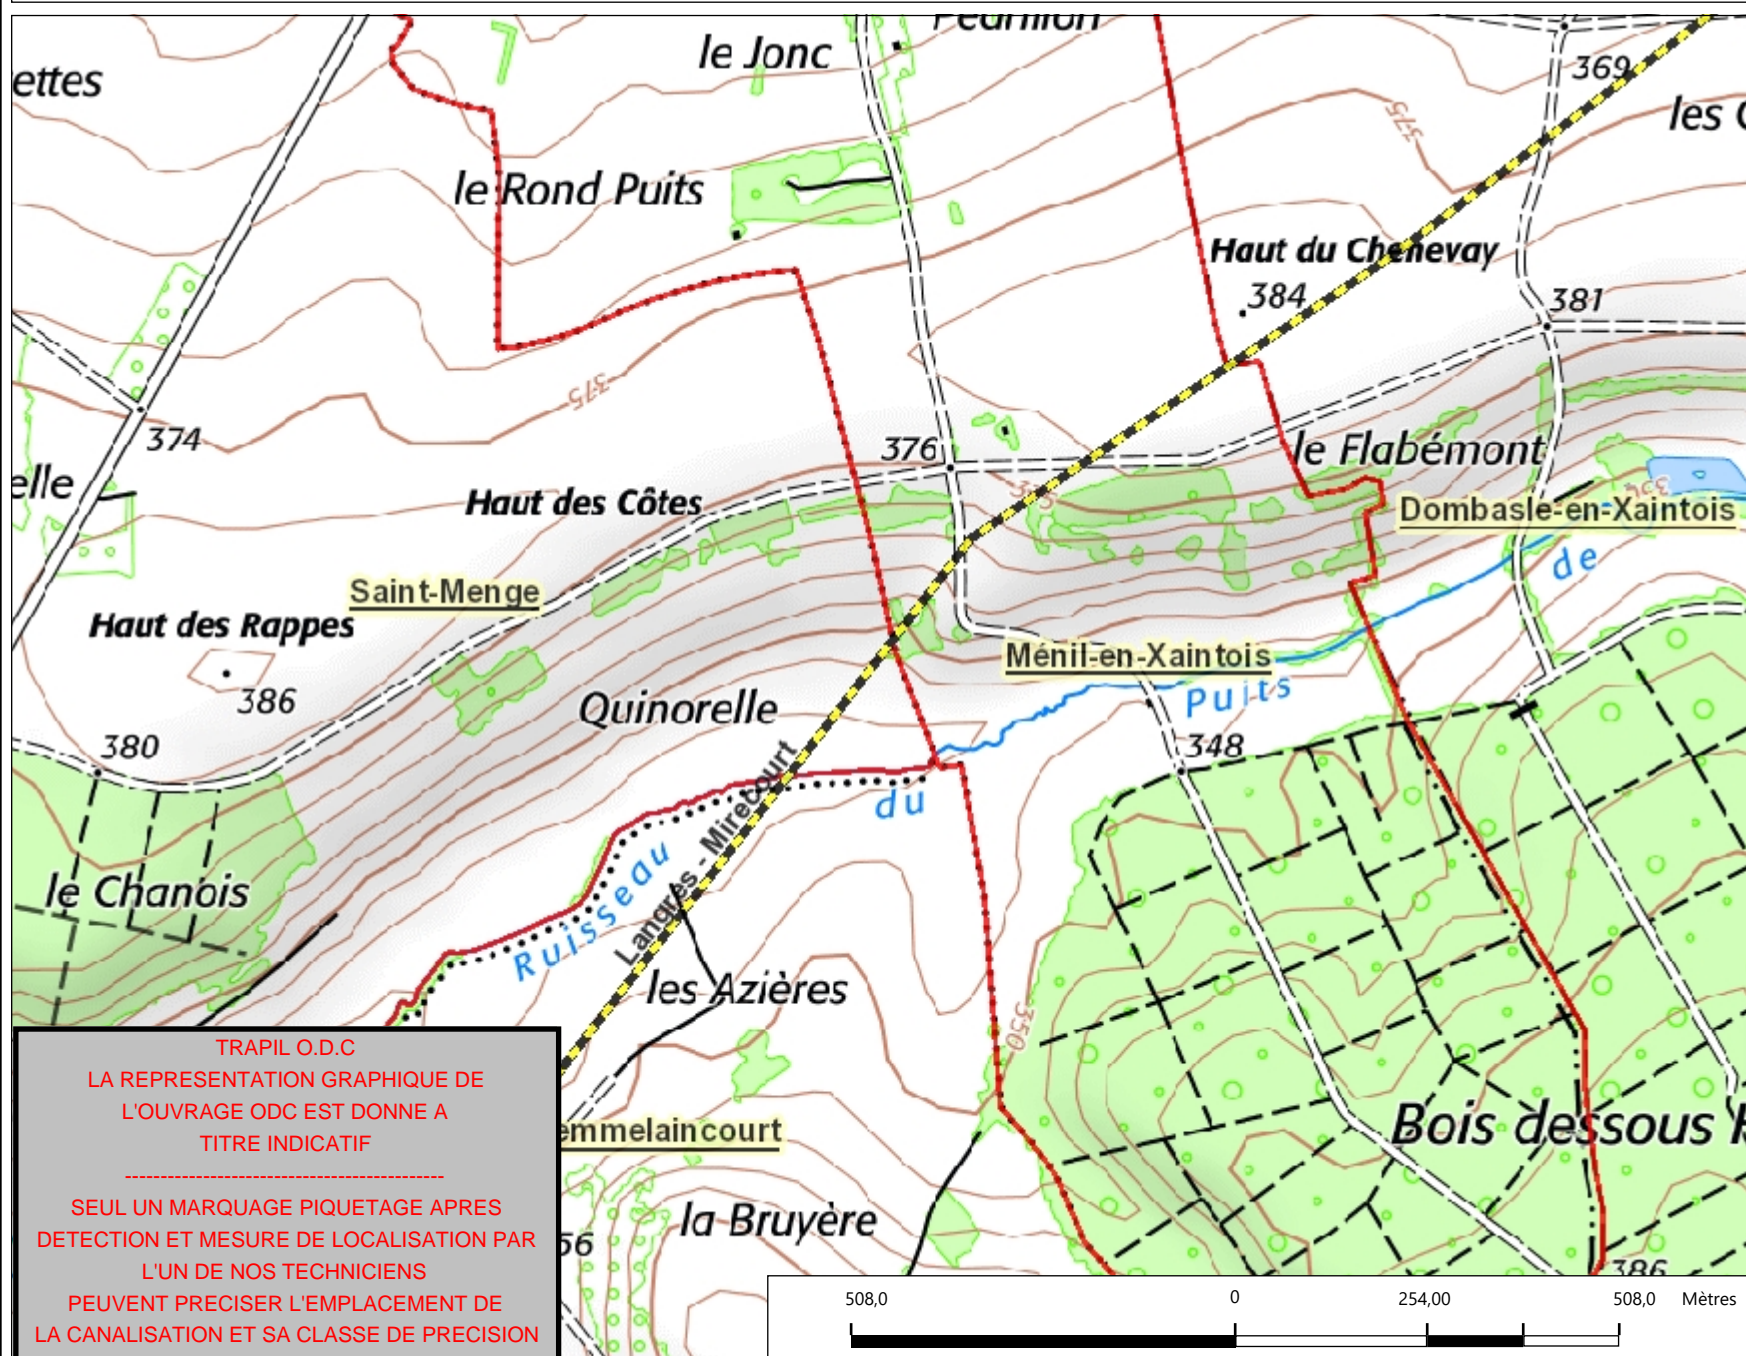 le Jonc
369
ettes
375
le Rond Puits
Haut du Chenevay
384
381
375
374
376
le Flabémont
elle
Haut des Côtes
375
Dombasle-en-Xaintois
Saint-Menge
de
Haut des Rappes
Ménil-en-Xaintois
386
Quinorelle
Puits
380
348
Langres - Mirecourt
du
le Chanois
Ruisseau
les Azières
350
TRAPIL O.D.C
LA REPRESENTATION GRAPHIQUE DE
L'OUVRAGE ODC EST DONNE A
TITRE INDICATIF
---------------------------------------------
SEUL UN MARQUAGE PIQUETAGE APRES
DETECTION ET MESURE DE LOCALISATION PAR
L'UN DE NOS TECHNICIENS
PEUVENT PRECISER L'EMPLACEMENT DE
LA CANALISATION ET SA CLASSE DE PRECISION
emmelaincourt
Bois dessous
la Bruyère
56
386
508,0 0 254,00 508,0 Mètres